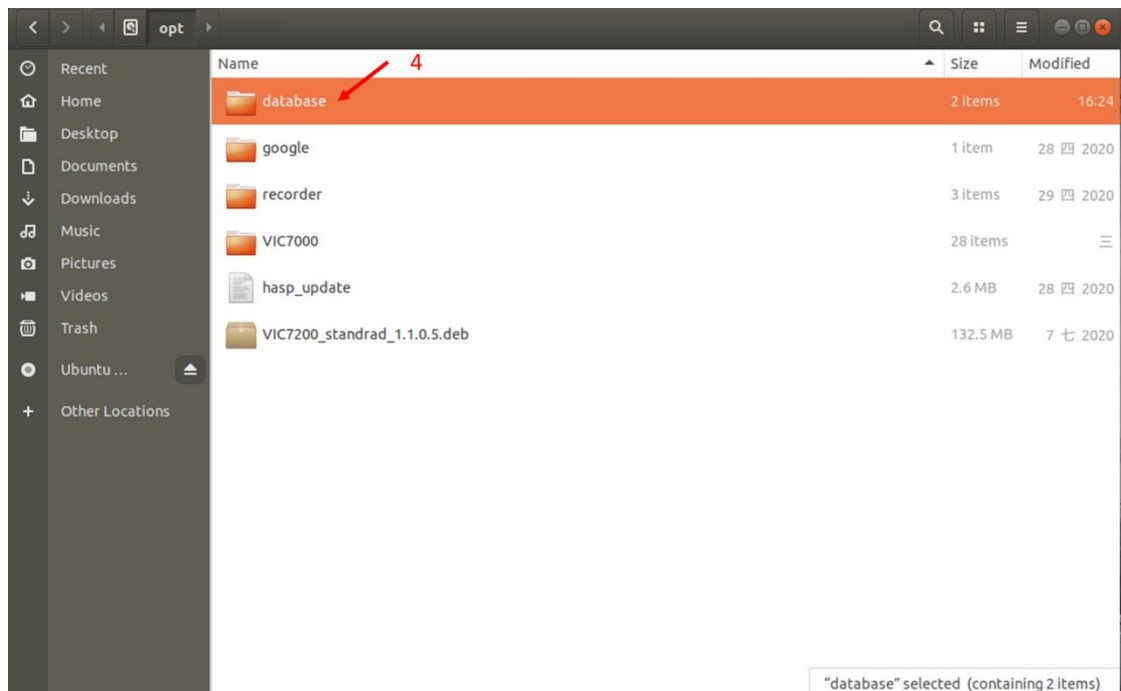 opt
Name Size Modified
4
Recent
Home
Desktop
Documents
Downloads
Music
Pictures
Videos
Trash
Ubuntu ...
Other Locations
database 2 items 16:24
google 1 item 28 四 2020
recorder 3 items 29 四 2020
VIC7000 28 items 三
hasp_update 2.6 MB 28 四 2020
VIC7200_standrad_1.1.0.5.deb 132.5 MB 7 七 2020
"database" selected (containing 2 items)